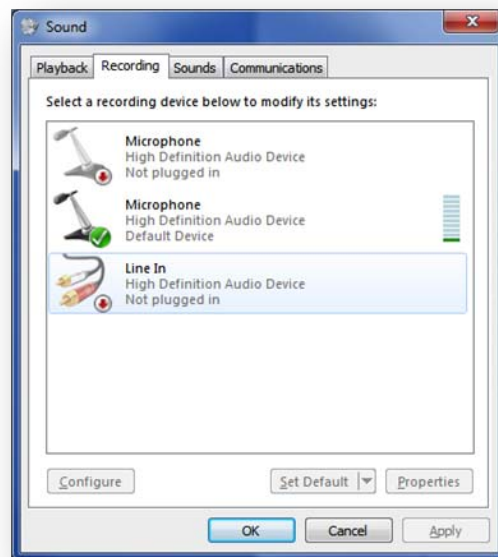 Sound
Playback Recording Sounds Communications
Select a recording device below to modify its settings:
Microphone
High Definition Audio Device
Not plugged in
Microphone
High Definition Audio Device
Default Device
Line In
High Definition Audio Device
Not plugged in
Configure Set Default Properties
OK Cancel Apply